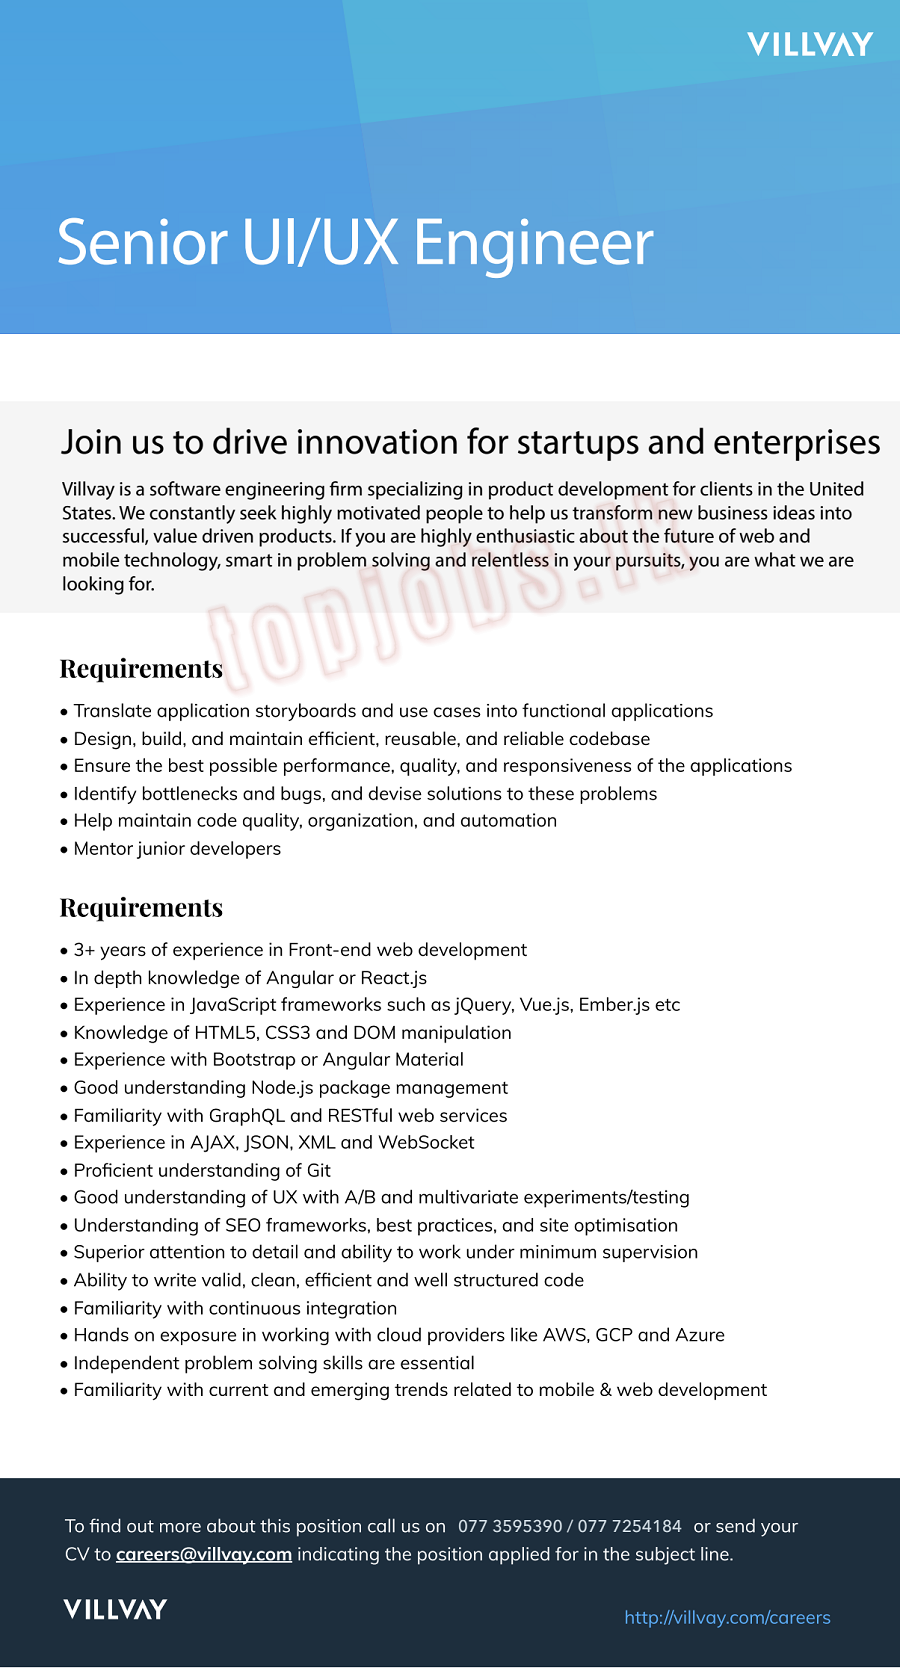 VILLVAY
Senior UI/UX Engineer
Join us to drive innovation for startups and enterprises
Villvay is a software engineering firm specializing in product development for clients in the United
States. We constantly seek highly motivated people to help us transform new business ideas into
successful, value driven products. If you are highly enthusiastic about the future of web and
mobile technology, smart in problem solving and relentless in your pursuits, you are what we are
looking for.
topjobs.lk
Requirements
• Translate application storyboards and use cases into functional applications
• Design, build, and maintain efficient, reusable, and reliable codebase
• Ensure the best possible performance, quality, and responsiveness of the applications
• Identify bottlenecks and bugs, and devise solutions to these problems
• Help maintain code quality, organization, and automation
• Mentor junior developers
Requirements
• 3+ years of experience in Front-end web development
• In depth knowledge of Angular or React.js
• Experience in JavaScript frameworks such as jQuery, Vue.js, Ember.js etc
• Knowledge of HTML5, CSS3 and DOM manipulation
• Experience with Bootstrap or Angular Material
• Good understanding Node.js package management
• Familiarity with GraphQL and RESTful web services
• Experience in AJAX, JSON, XML and WebSocket
• Proficient understanding of Git
• Good understanding of UX with A/B and multivariate experiments/testing
• Understanding of SEO frameworks, best practices, and site optimisation
• Superior attention to detail and ability to work under minimum supervision
• Ability to write valid, clean, efficient and well structured code
• Familiarity with continuous integration
• Hands on exposure in working with cloud providers like AWS, GCP and Azure
• Independent problem solving skills are essential
• Familiarity with current and emerging trends related to mobile & web development
To find out more about this position call us on 077 3595390 / 077 7254184 or send your
CV to careers@villvay.com indicating the position applied for in the subject line.
VILLVAY
http://villvay.com/careers